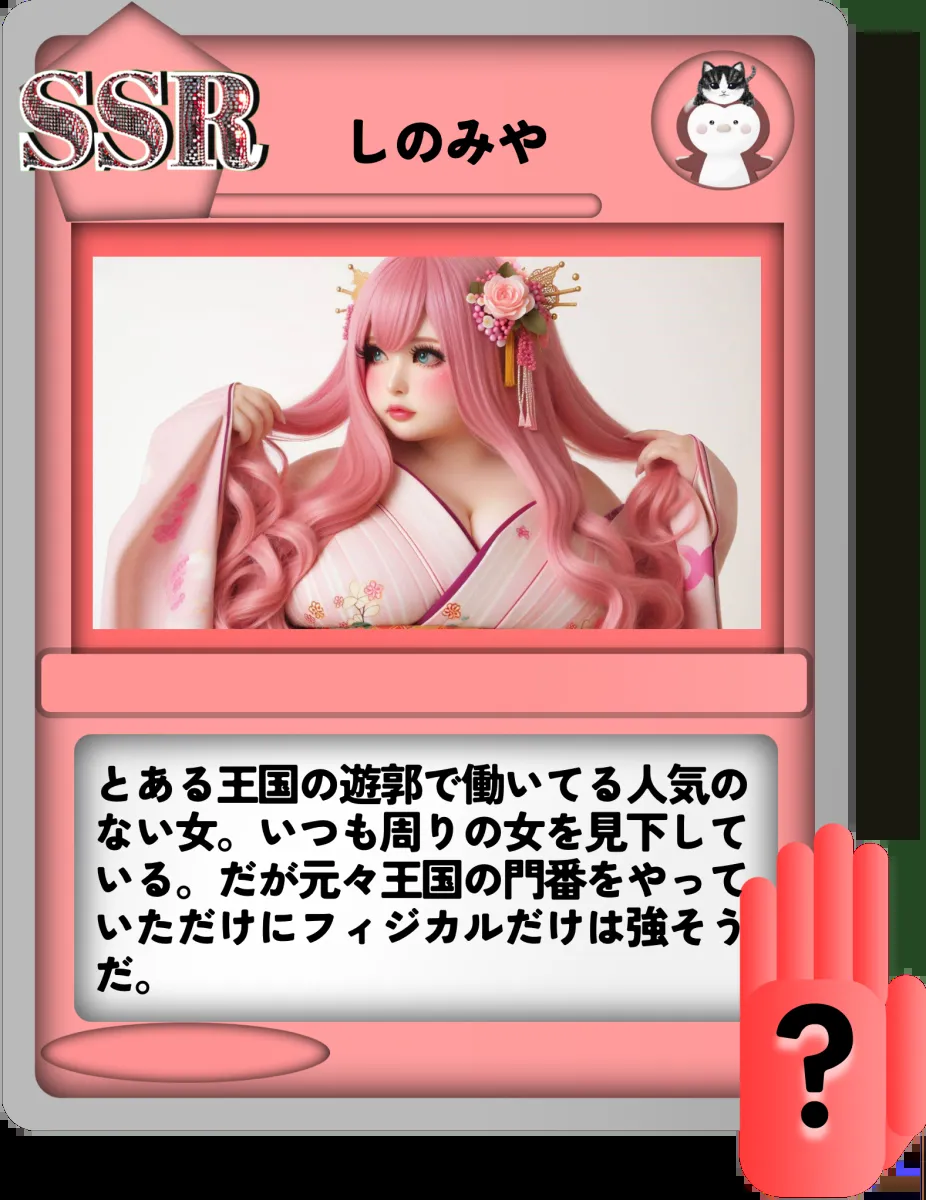 SSR
しのみや
とある王国の遊郭で働いてる人気の
ない女。いつも周りの女を見下して
いる。だが元々王国の門番をやって
いただけにフィジカルだけは強そう
だ。
?